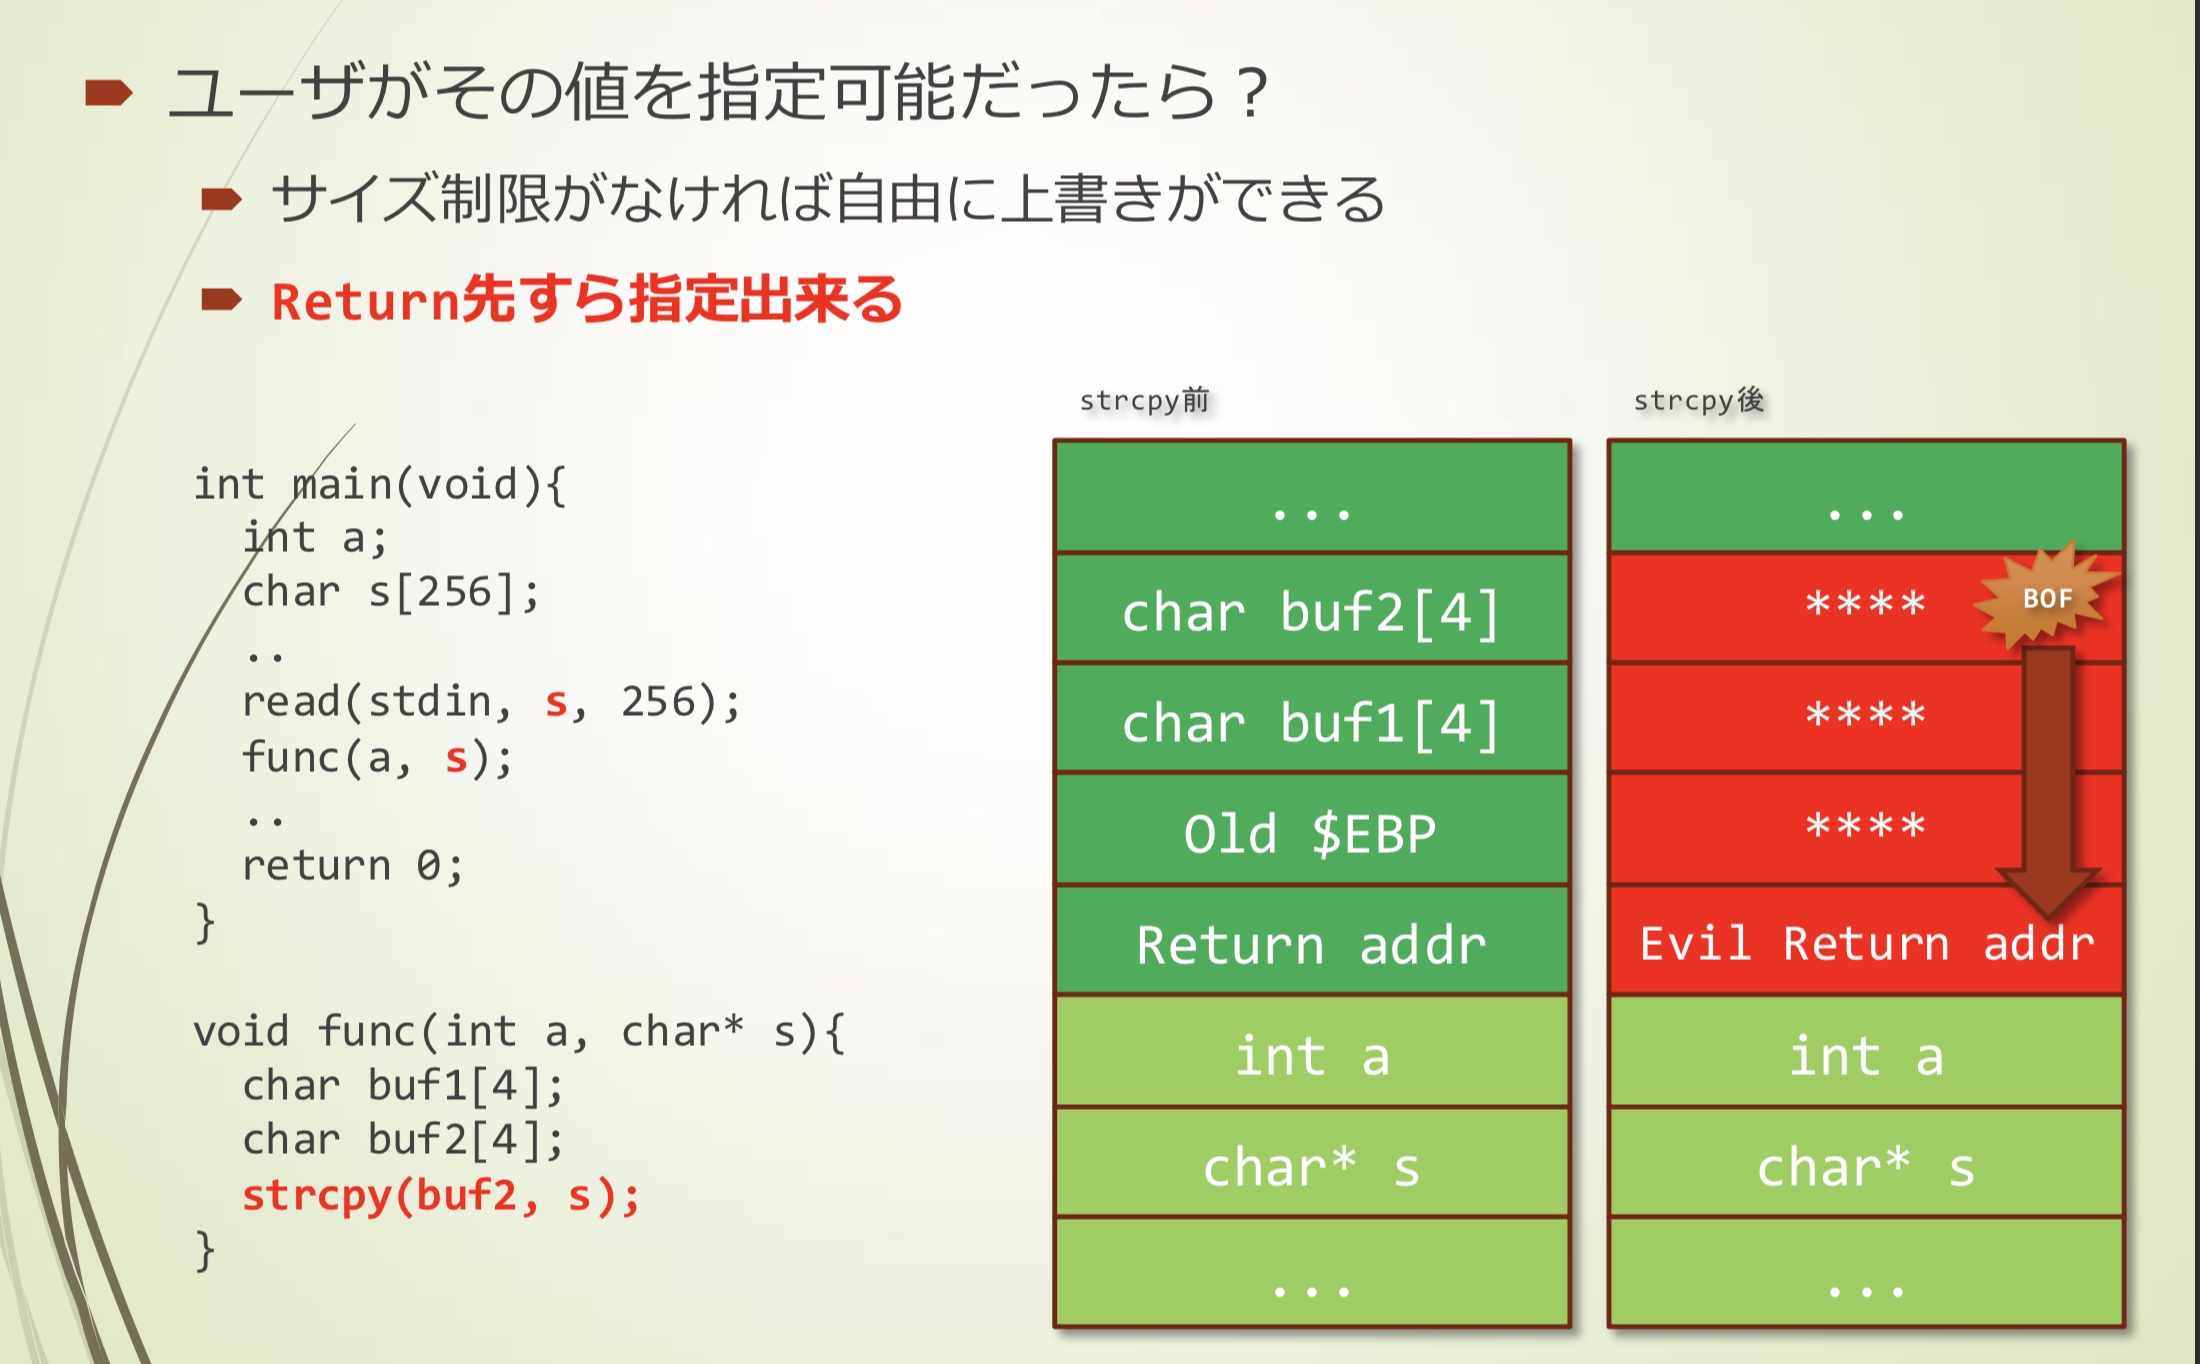 ユーザがその値を指定可能だったら？
サイズ制限がなければ自由に上書きができる
Return先すら指定出来る
int main(void){
int a;
char s[256];
..
read(stdin, s, 256);
func(a, s);
..
return 0;
}
void func(int a, char* s){
char buf1[4];
char buf2[4];
strcpy(buf2, s);
}
strcpy前
...
char buf2[4]
char buf1[4]
Old $EBP
Return addr
int a
char* s
...
strcpy後
...
****
BOF
****
****
Evil Return addr
int a
char* s
...